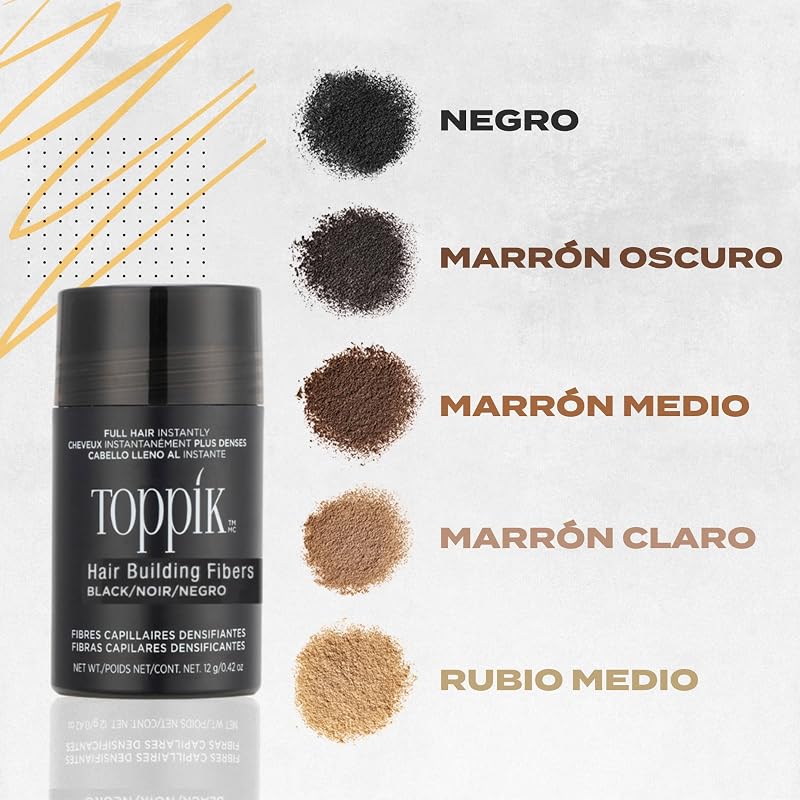 FULL HAIR INSTANTLY
CHEVEUX INSTANTANÉMENT PLUS DENSES
CABELLO LLENO AL INSTANTE
TOPPIK TM MC
Hair Building Fibers
BLACK/NOIR/NEGRO
FIBRES CAPILLAIRES DENSIFIANTES
FIBRAS CAPILARES DENSIFICANTES
NET WT./POIDS NET/CONT. NET. 12 g/0.42 oz
NEGRO
MARRÓN OSCURO
MARRÓN MEDIO
MARRÓN CLARO
RUBIO MEDIO